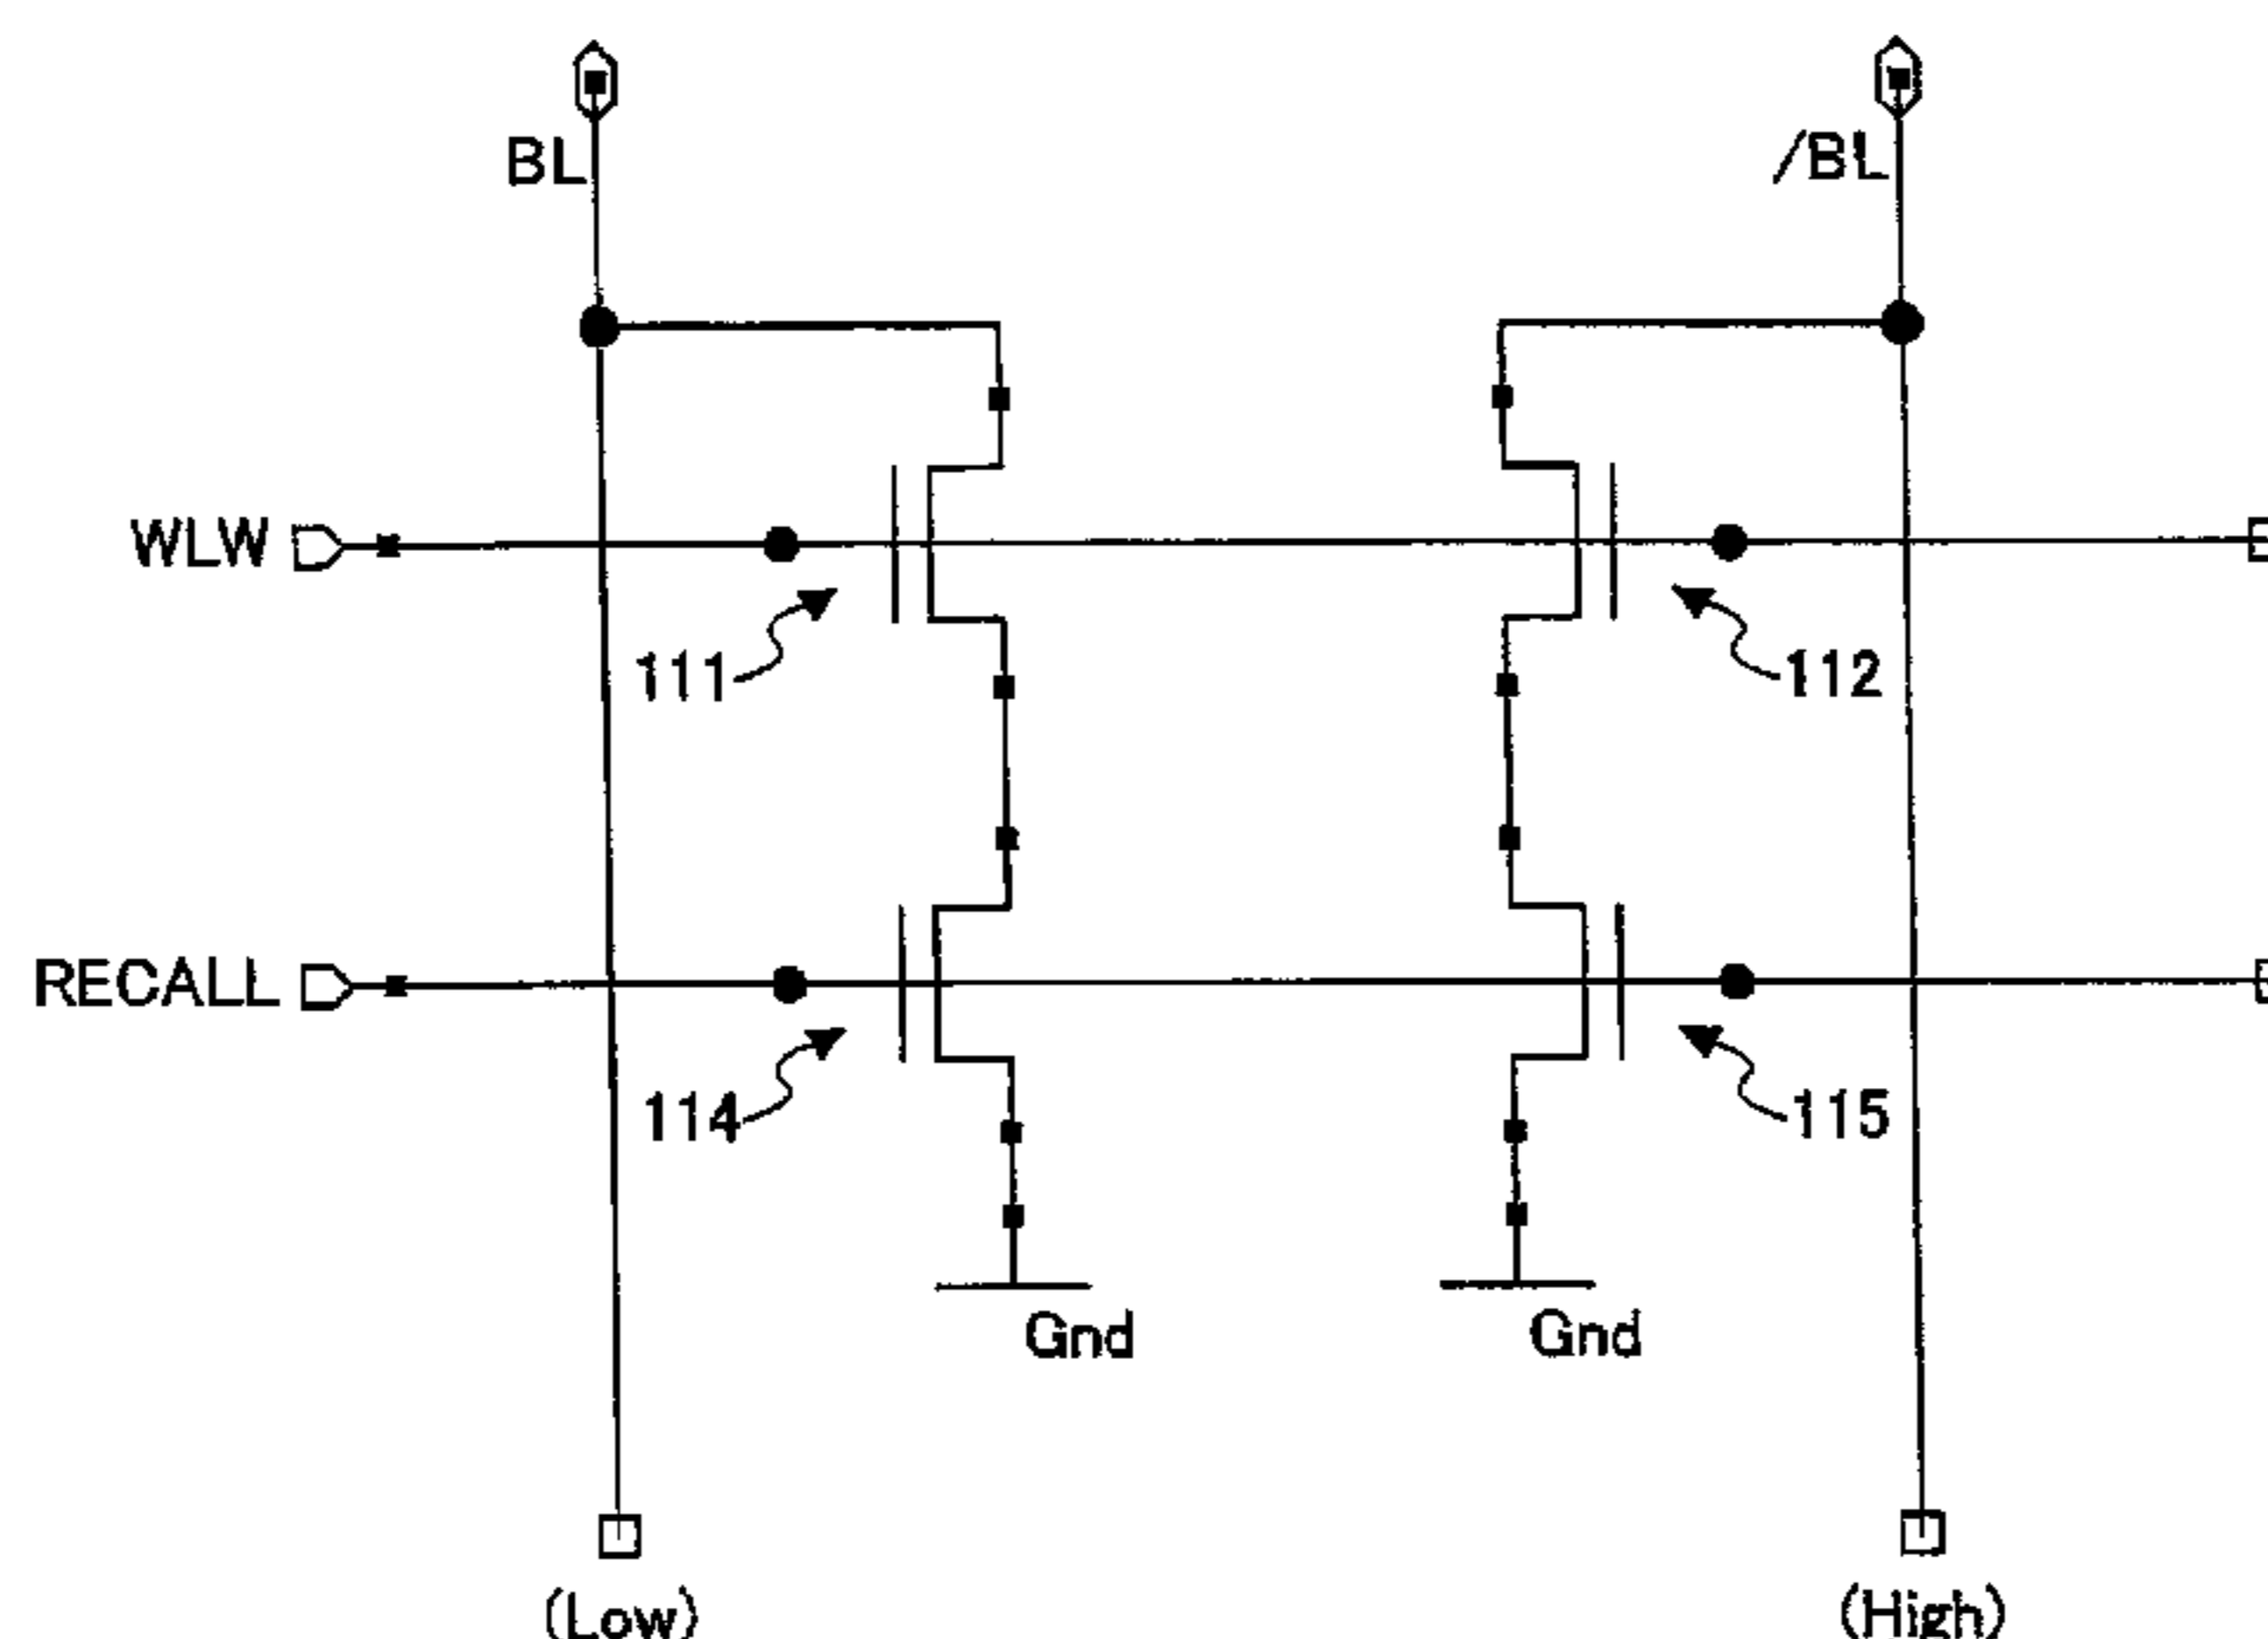 BL
/BL
WLW
111
112
RECALL
114
115
Gnd
Gnd
(Low)
(High)